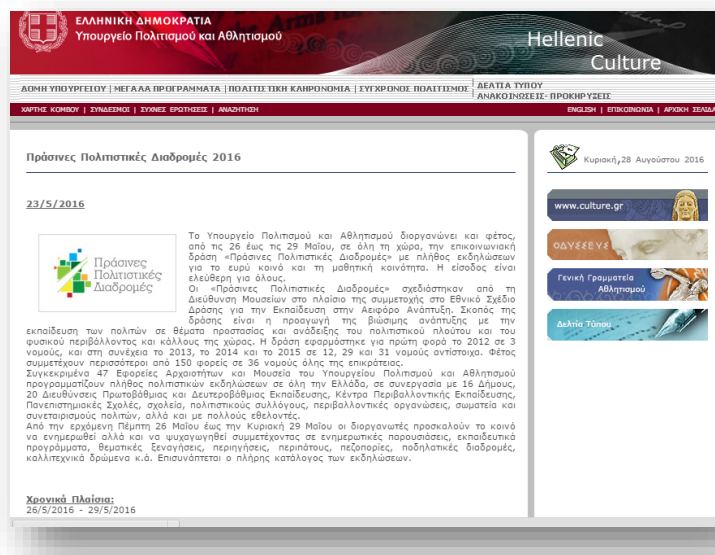 ΕΛΛΗΝΙΚΗ ΔΗΜΟΚΡΑΤΙΑ
Υπουργείο Πολιτισμού και Αθλητισμού
Hellenic
Culture
ΔΟΜΗ ΥΠΟΥΡΓΕΙΟΥ | ΜΕΓΑΛΑ ΠΡΟΓΡΑΜΜΑΤΑ | ΠΟΛΙΤΙΣΤΙΚΗ ΚΛΗΡΟΝΟΜΙΑ | ΣΥΓΧΡΟΝΟΣ ΠΟΛΙΤΙΣΜΟΣ | ΔΕΛΤΙΑ ΤΥΠΟΥ
ΑΝΑΚΟΙΝΩΣΕΙΣ- ΠΡΟΚΗΡΥΞΕΙΣ
ΧΑΡΤΗΣ ΚΟΜΒΟΥ | ΣΥΝΔΕΣΜΟΙ | ΣΥΧΝΕΣ ΕΡΩΤΗΣΕΙΣ | ΑΝΑΖΗΤΗΣΗ
ENGLISH | ΕΠΙΚΟΙΝΩΝΙΑ | ΑΡΧΙΚΗ ΣΕΛΙΔΑ
Πράσινες Πολιτιστικές Διαδρομές 2016
23/5/2016
Πράσινες
Πολιτιστικές
Διαδρομές
Το Υπουργείο Πολιτισμού και Αθλητισμού διοργανώνει και φέτος,
από τις 26 έως τις 29 Μαΐου, σε όλη τη χώρα, την επικοινωνιακή
δράση «Πράσινες Πολιτιστικές Διαδρομές» με πλήθος εκδηλώσεων
για το ευρύ κοινό και τη μαθητική κοινότητα. Η είσοδος είναι
ελεύθερη για όλους.
Οι «Πράσινες Πολιτιστικές Διαδρομές» σχεδιάστηκαν από τη
Διεύθυνση Μουσείων στο πλαίσιο της συμμετοχής στο Εθνικό Σχέδιο
Δράσης για την Εκπαίδευση στην Αειφόρο Ανάπτυξη. Σκοπός της
δράσης είναι η προαγωγή της βιώσιμης ανάπτυξης με την
εκπαίδευση των πολιτών σε θέματα προστασίας και ανάδειξης του πολιτιστικού πλούτου και του
φυσικού περιβάλλοντος και κάλλους της χώρας. Η δράση εφαρμόστηκε για πρώτη φορά το 2012 σε 3
νομούς, και στη συνέχεια το 2013, το 2014 και το 2015 σε 12, 29 και 31 νομούς αντίστοιχα. Φέτος
συμμετέχουν περισσότεροι από 150 φορείς σε 36 νομούς όλης της επικράτειας.
Συγκεκριμένα 47 Εφορείες Αρχαιοτήτων και Μουσεία του Υπουργείου Πολιτισμού και Αθλητισμού
προγραμματίζουν πλήθος πολιτιστικών εκδηλώσεων σε όλη την Ελλάδα, σε συνεργασία με 16 Δήμους,
20 Διευθύνσεις Πρωτοβάθμιας και Δευτεροβάθμιας Εκπαίδευσης, Κέντρα Περιβαλλοντικής Εκπαίδευσης,
Πανεπιστημιακές Σχολές, σχολεία, πολιτιστικούς συλλόγους, περιβαλλοντικές οργανώσεις, σωματεία και
συνεταιρισμούς πολιτών, αλλά και με πολλούς εθελοντές.
Από την ερχόμενη Πέμπτη 26 Μαΐου έως την Κυριακή 29 Μαΐου οι διοργανωτές προσκαλούν το κοινό
να ενημερωθεί αλλά και να ψυχαγωγηθεί συμμετέχοντας σε ενημερωτικές παρουσιάσεις, εκπαιδευτικά
προγράμματα, θεματικές ξεναγήσεις, περιηγήσεις, περιπάτους, πεζοπορίες, ποδηλατικές διαδρομές,
καλλιτεχνικά δρώμενα κ.ά. Επισυνάπτεται ο πλήρης κατάλογος των εκδηλώσεων.
Χρονικά Πλαίσια:
26/5/2016 - 29/5/2016
Κυριακή,28 Αυγούστου 2016
www.culture.gr
ΟΔΥΣΣΕΥΣ
Γενική Γραμματεία
Αθλητισμού
Δελτία Τύπου